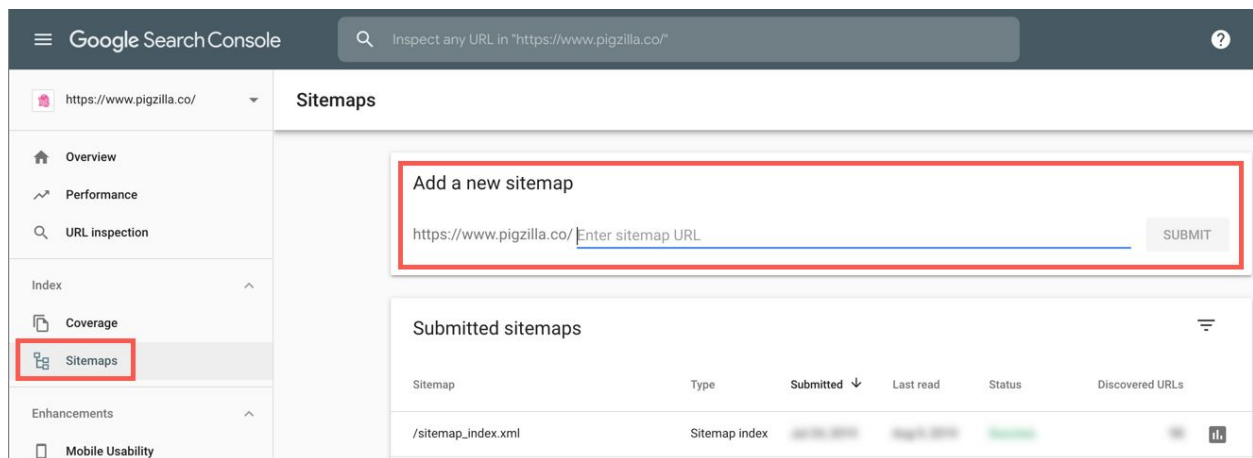 Google Search Console
Inspect any URL in "https://www.pigzilla.co/"
https://www.pigzilla.co/
Sitemaps
Overview
Performance
URL inspection
Index
Coverage
Sitemaps
Enhancements
Mobile Usability
Add a new sitemap
https://www.pigzilla.co/ Enter sitemap URL SUBMIT
Submitted sitemaps
Sitemap Type Submitted Last read Status Discovered URLs
/sitemap_index.xml Sitemap index